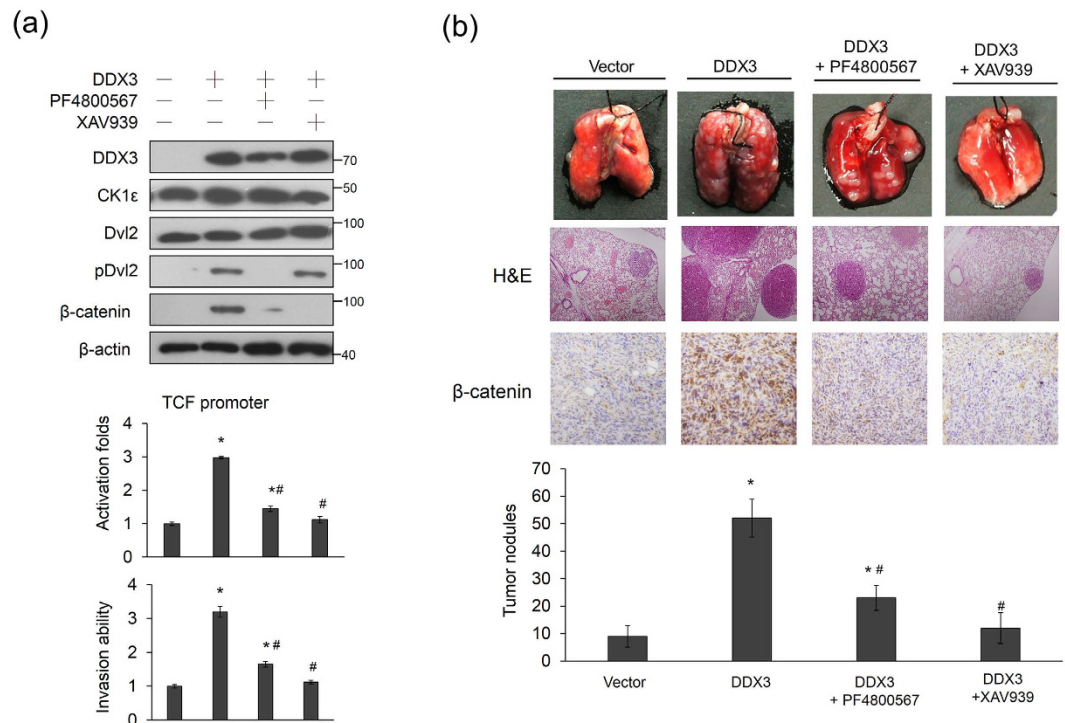 (a)
DDX3 — + + +
PF4800567 — — + —
XAV939 — — — +
DDX3 70
CK1ε 50
Dvl2 100
pDvl2 100
β-catenin 100
β-actin 40
TCF promoter
Activation folds
4
3
2
1
0
* *# #
Invasion ability
4
3
2
1
0
* *# #
(b)
Vector
DDX3
DDX3
+ PF4800567
DDX3
+ XAV939
H&E
β-catenin
Tumor nodules
70
60
50
40
30
20
10
0
* *# #
Vector
DDX3
DDX3
+ PF4800567
DDX3
+XAV939